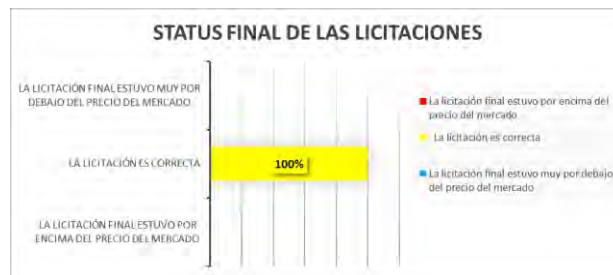 STATUS FINAL DE LAS LICITACIONES
LA LICITACIÓN FINAL ESTUVO MUY POR
DEBAJO DEL PRECIO DEL MERCADO
LA LICITACIÓN ES CORRECTA
100%
LA LICITACIÓN FINAL ESTUVO POR
ENCIMA DEL PRECIO DEL MERCADO
La licitación final estuvo por encima del
precio del mercado
La licitación es correcta
La licitación final estuvo muy por debajo
del precio del mercado